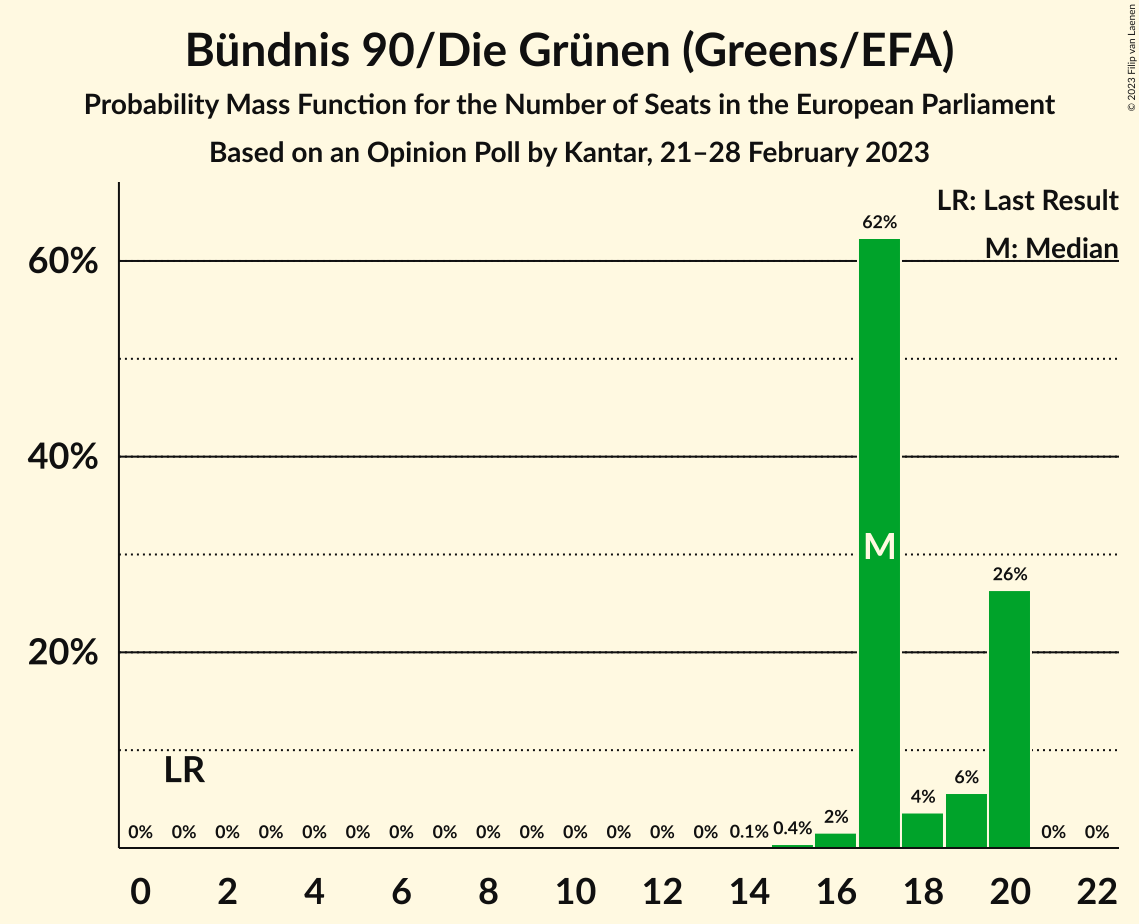 Bündnis 90/Die Grünen (Greens/EFA)
Probability Mass Function for the Number of Seats in the European Parliament
Based on an Opinion Poll by Kantar, 21–28 February 2023
© 2023 Filip van Laenen
LR: Last Result
M: Median
62%
60%
40%
M
26%
20%
LR
6%
4%
2%
0% 0% 0% 0% 0% 0% 0% 0% 0% 0% 0% 0% 0% 0% 0.1% 0.4% 0% 0%
0 2 4 6 8 10 12 14 16 18 20 22